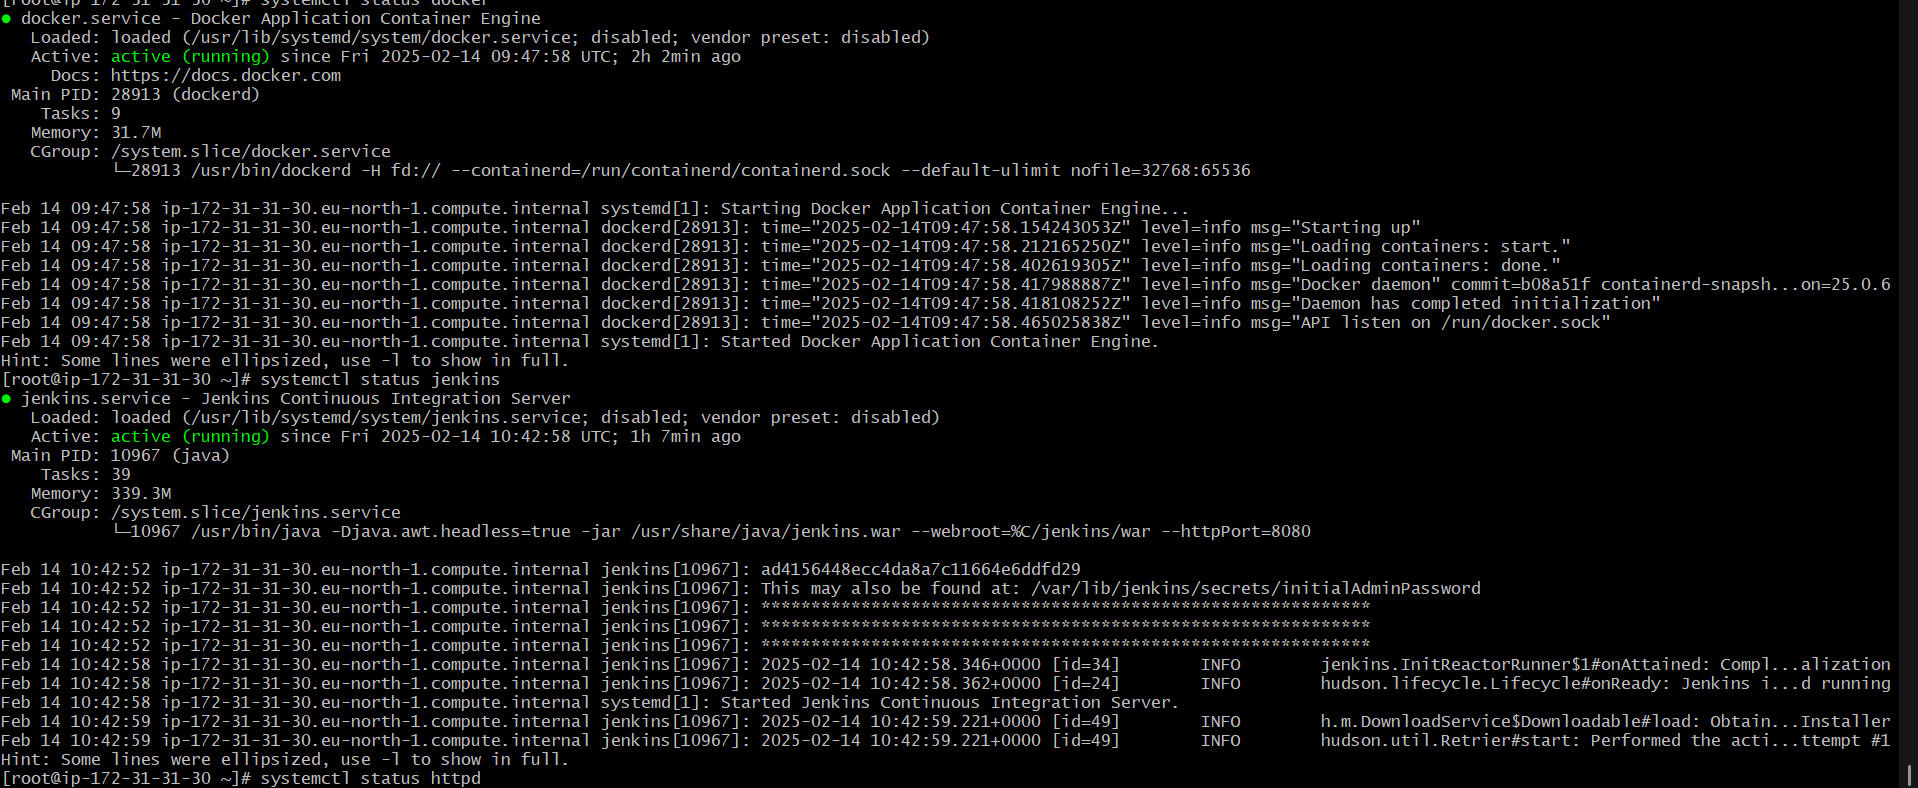 [root@ip-172-31-31-30 ~]# systemctl status docker
● docker.service - Docker Application Container Engine
   Loaded: loaded (/usr/lib/systemd/system/docker.service; disabled; vendor preset: disabled)
   Active: active (running) since Fri 2025-02-14 09:47:58 UTC; 2h 2min ago
     Docs: https://docs.docker.com
 Main PID: 28913 (dockerd)
    Tasks: 9
   Memory: 31.7M
   CGroup: /system.slice/docker.service
           └─28913 /usr/bin/dockerd -H fd:// --containerd=/run/containerd/containerd.sock --default-ulimit nofile=32768:65536

Feb 14 09:47:58 ip-172-31-31-30.eu-north-1.compute.internal systemd[1]: Starting Docker Application Container Engine...
Feb 14 09:47:58 ip-172-31-31-30.eu-north-1.compute.internal dockerd[28913]: time="2025-02-14T09:47:58.154243053Z" level=info msg="Starting up"
Feb 14 09:47:58 ip-172-31-31-30.eu-north-1.compute.internal dockerd[28913]: time="2025-02-14T09:47:58.212165250Z" level=info msg="Loading containers: start."
Feb 14 09:47:58 ip-172-31-31-30.eu-north-1.compute.internal dockerd[28913]: time="2025-02-14T09:47:58.402619305Z" level=info msg="Loading containers: done."
Feb 14 09:47:58 ip-172-31-31-30.eu-north-1.compute.internal dockerd[28913]: time="2025-02-14T09:47:58.417988887Z" level=info msg="Docker daemon" commit=b08a51f containerd-snapsh...on=25.0.6
Feb 14 09:47:58 ip-172-31-31-30.eu-north-1.compute.internal dockerd[28913]: time="2025-02-14T09:47:58.418108252Z" level=info msg="Daemon has completed initialization"
Feb 14 09:47:58 ip-172-31-31-30.eu-north-1.compute.internal dockerd[28913]: time="2025-02-14T09:47:58.465025838Z" level=info msg="API listen on /run/docker.sock"
Feb 14 09:47:58 ip-172-31-31-30.eu-north-1.compute.internal systemd[1]: Started Docker Application Container Engine.
Hint: Some lines were ellipsized, use -l to show in full.
[root@ip-172-31-31-30 ~]# systemctl status jenkins
● jenkins.service - Jenkins Continuous Integration Server
   Loaded: loaded (/usr/lib/systemd/system/jenkins.service; disabled; vendor preset: disabled)
   Active: active (running) since Fri 2025-02-14 10:42:58 UTC; 1h 7min ago
 Main PID: 10967 (java)
    Tasks: 39
   Memory: 339.3M
   CGroup: /system.slice/jenkins.service
           └─10967 /usr/bin/java -Djava.awt.headless=true -jar /usr/share/java/jenkins.war --webroot=%C/jenkins/war --httpPort=8080

Feb 14 10:42:52 ip-172-31-31-30.eu-north-1.compute.internal jenkins[10967]: ad4156448ecc4da8a7c11664e6ddfd29
Feb 14 10:42:52 ip-172-31-31-30.eu-north-1.compute.internal jenkins[10967]: This may also be found at: /var/lib/jenkins/secrets/initialAdminPassword
Feb 14 10:42:52 ip-172-31-31-30.eu-north-1.compute.internal jenkins[10967]: *************************************************************
Feb 14 10:42:52 ip-172-31-31-30.eu-north-1.compute.internal jenkins[10967]: *************************************************************
Feb 14 10:42:52 ip-172-31-31-30.eu-north-1.compute.internal jenkins[10967]: *************************************************************
Feb 14 10:42:58 ip-172-31-31-30.eu-north-1.compute.internal jenkins[10967]: 2025-02-14 10:42:58.346+0000 [id=34]        INFO        jenkins.InitReactorRunner$1#onAttained: Compl...alization
Feb 14 10:42:58 ip-172-31-31-30.eu-north-1.compute.internal jenkins[10967]: 2025-02-14 10:42:58.362+0000 [id=24]        INFO        hudson.lifecycle.Lifecycle#onReady: Jenkins i...d running
Feb 14 10:42:58 ip-172-31-31-30.eu-north-1.compute.internal systemd[1]: Started Jenkins Continuous Integration Server.
Feb 14 10:42:59 ip-172-31-31-30.eu-north-1.compute.internal jenkins[10967]: 2025-02-14 10:42:59.221+0000 [id=49]        INFO        h.m.DownloadService$Downloadable#load: Obtain...Installer
Feb 14 10:42:59 ip-172-31-31-30.eu-north-1.compute.internal jenkins[10967]: 2025-02-14 10:42:59.221+0000 [id=49]        INFO        hudson.util.Retrier#start: Performed the acti...ttempt #1
Hint: Some lines were ellipsized, use -l to show in full.
[root@ip-172-31-31-30 ~]# systemctl status httpd